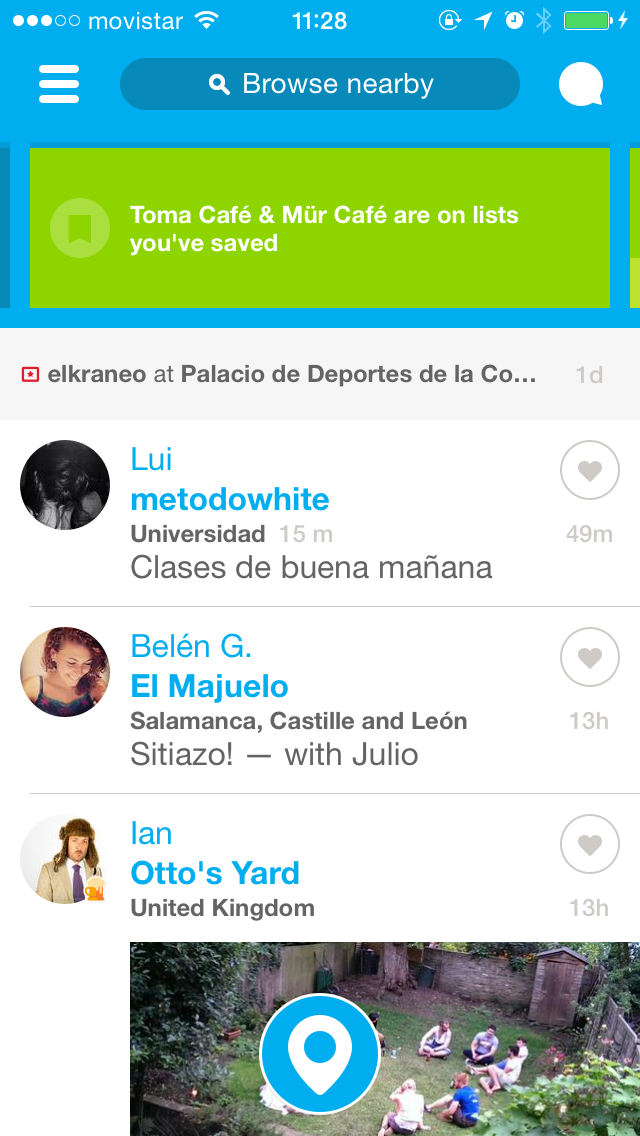 movistar 11:28
Browse nearby
Toma Café & Mür Café are on lists
you've saved
elkraneo at Palacio de Deportes de la Co... 1d
Lui
metodowhite
Universidad 15 m 49m
Clases de buena mañana
Belén G.
El Majuelo
Salamanca, Castille and León 13h
Sitiazo! — with Julio
Ian
Otto's Yard
United Kingdom 13h